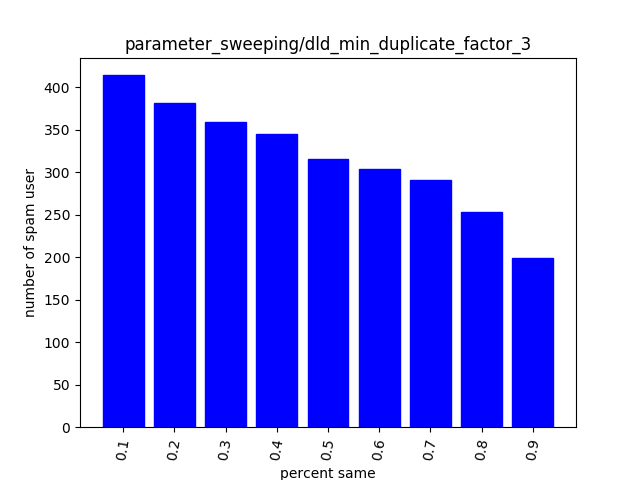 parameter_sweeping/dld_min_duplicate_factor_3
number of spam user
400
350
300
250
200
150
100
50
0
0.1 0.2 0.3 0.4 0.5 0.6 0.7 0.8 0.9
percent same